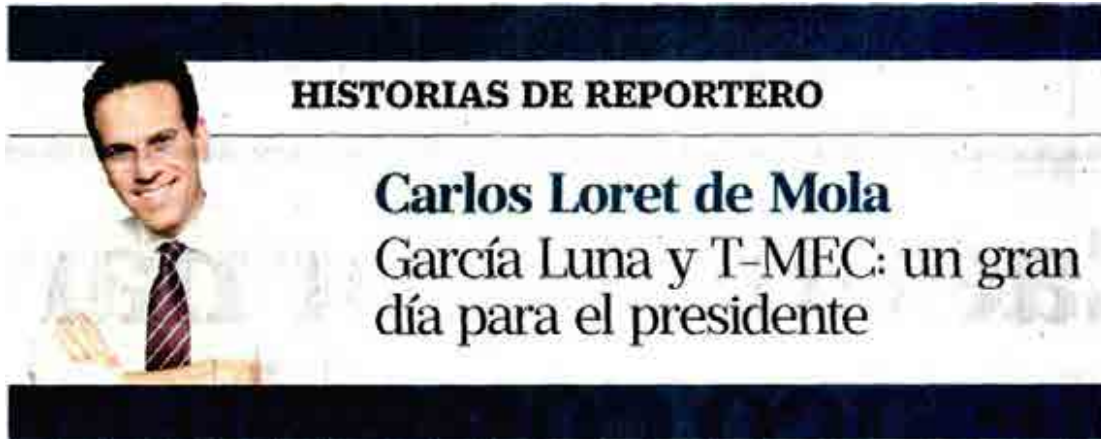 HISTORIAS DE REPORTERO
Carlos Loret de Mola
García Luna y T-MEC: un gran
día para el presidente